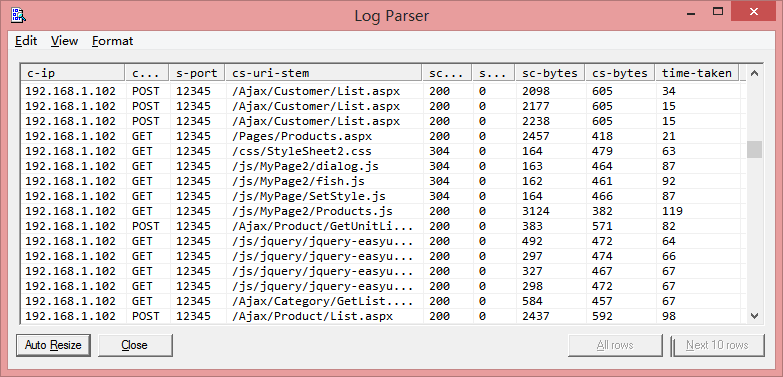 Log Parser
Edit View Format
c-ip c... s-port cs-uri-stem sc... s... sc-bytes cs-bytes time-taken
192.168.1.102 POST 12345 /Ajax/Customer/List.aspx 200 0 2098 605 34
192.168.1.102 POST 12345 /Ajax/Customer/List.aspx 200 0 2177 605 15
192.168.1.102 POST 12345 /Ajax/Customer/List.aspx 200 0 2238 605 15
192.168.1.102 GET 12345 /Pages/Products.aspx 200 0 2457 418 21
192.168.1.102 GET 12345 /css/StyleSheet2.css 304 0 164 479 63
192.168.1.102 GET 12345 /js/MyPage2/dialog.js 304 0 163 464 87
192.168.1.102 GET 12345 /js/MyPage2/fish.js 304 0 162 461 92
192.168.1.102 GET 12345 /js/MyPage/SetStyle.js 304 0 164 466 87
192.168.1.102 GET 12345 /js/MyPage2/Products.js 200 0 3124 382 119
192.168.1.102 POST 12345 /Ajax/Product/GetUnitLi... 200 0 383 571 82
192.168.1.102 GET 12345 /js/jquery/jquery-easyu... 200 0 492 472 64
192.168.1.102 GET 12345 /js/jquery/jquery-easyu... 200 0 297 474 66
192.168.1.102 GET 12345 /js/jquery/jquery-easyu... 200 0 327 467 67
192.168.1.102 GET 12345 /js/jquery/jquery-easyu... 200 0 298 472 67
192.168.1.102 GET 12345 /Ajax/Category/GetList.... 200 0 584 457 67
192.168.1.102 POST 12345 /Ajax/Product/List.aspx 200 0 2437 592 98
Auto Resize Close All rows Next 10 rows